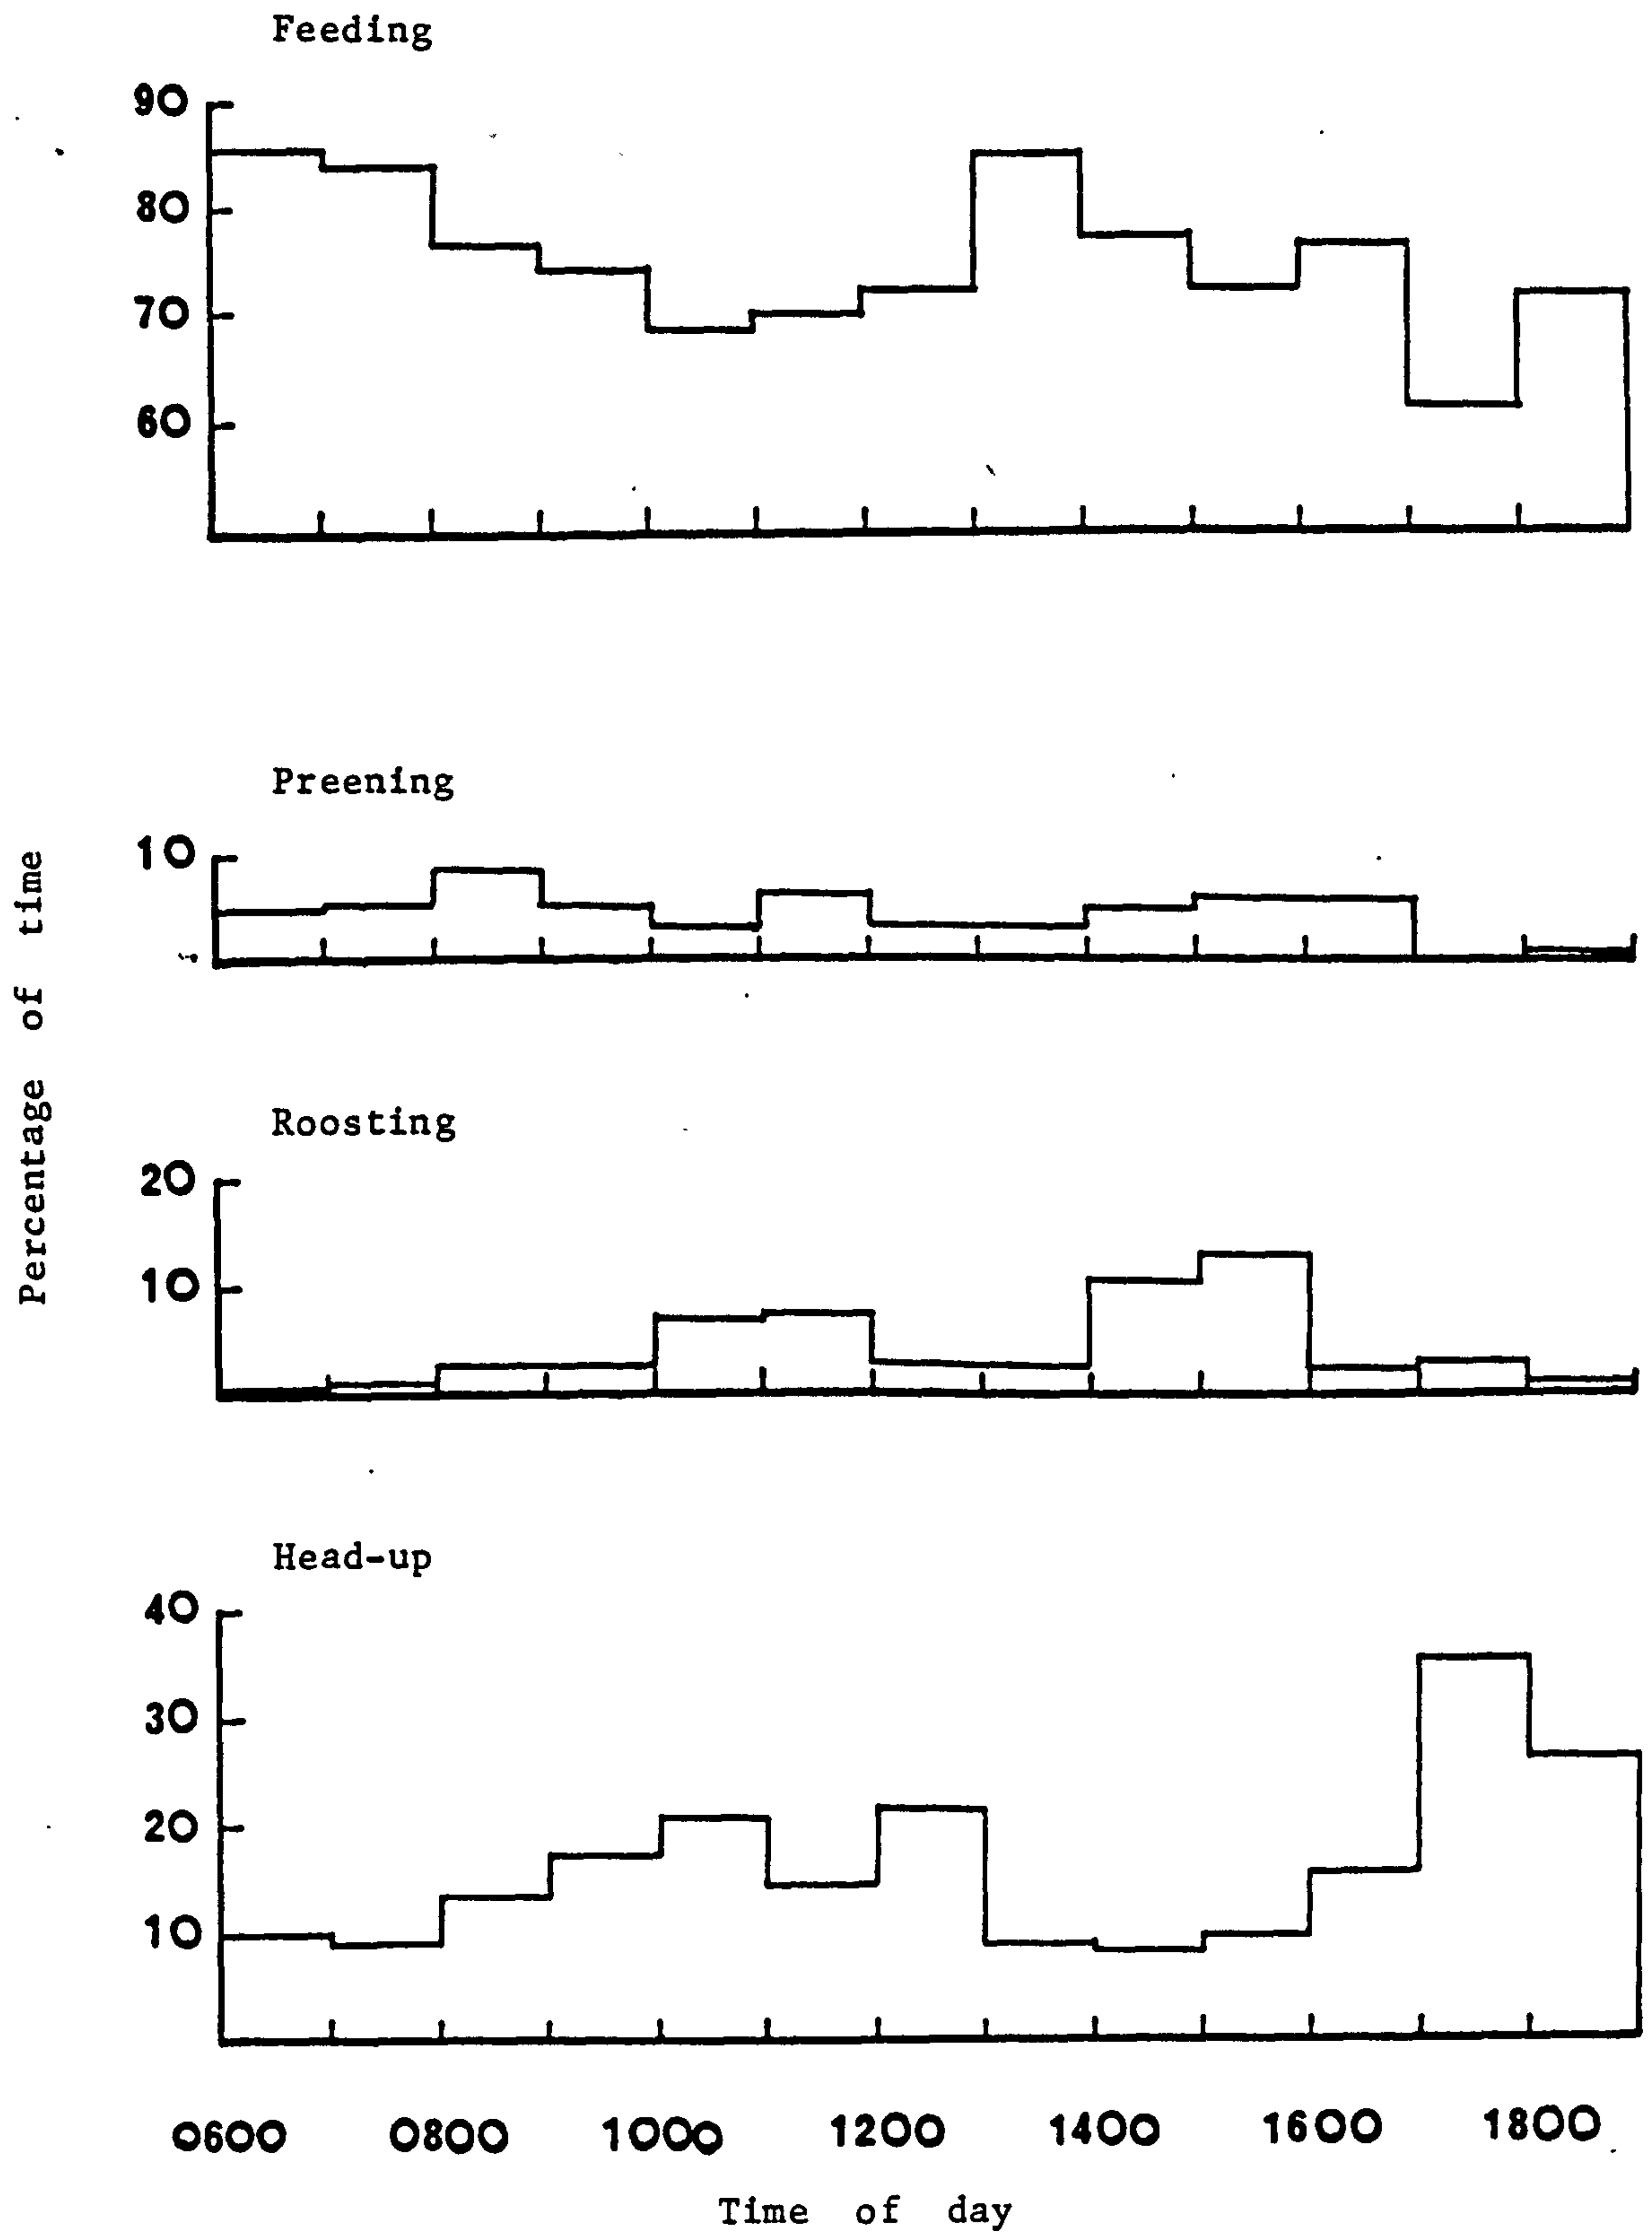 Feeding
90
80
70
60
Preening
10
Roosting
20
10
Head-up
40
30
20
10
Percentage of time
0600 0800 1000 1200 1400 1600 1800
Time of day